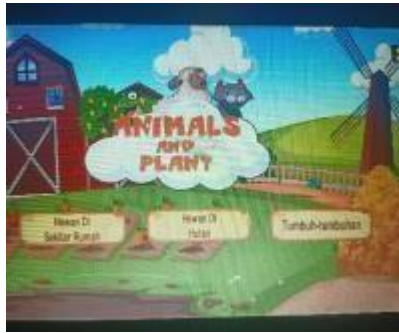 ANIMALS
AND
PLANT
Hewan Di
Sekitar Rumah
Hewan Di
Hutan
Tumbuh-tumbuhan